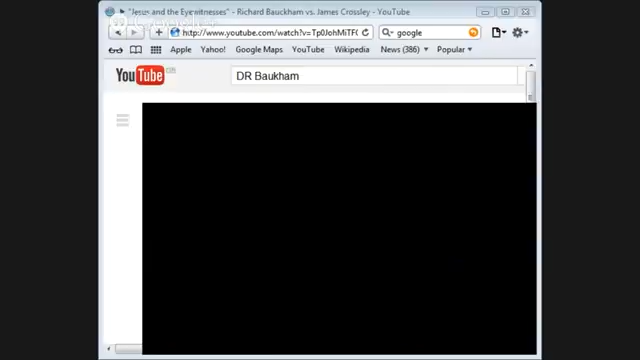 "Jesus and the Eyewitnesses" - Richard Bauckham vs. James Crossley - YouTube
http://www.youtube.com/watch?v=Tp0JohMiTFC
google
Apple Yahoo! Google Maps YouTube Wikipedia News (386) Popular
YouTube
DR Baukham